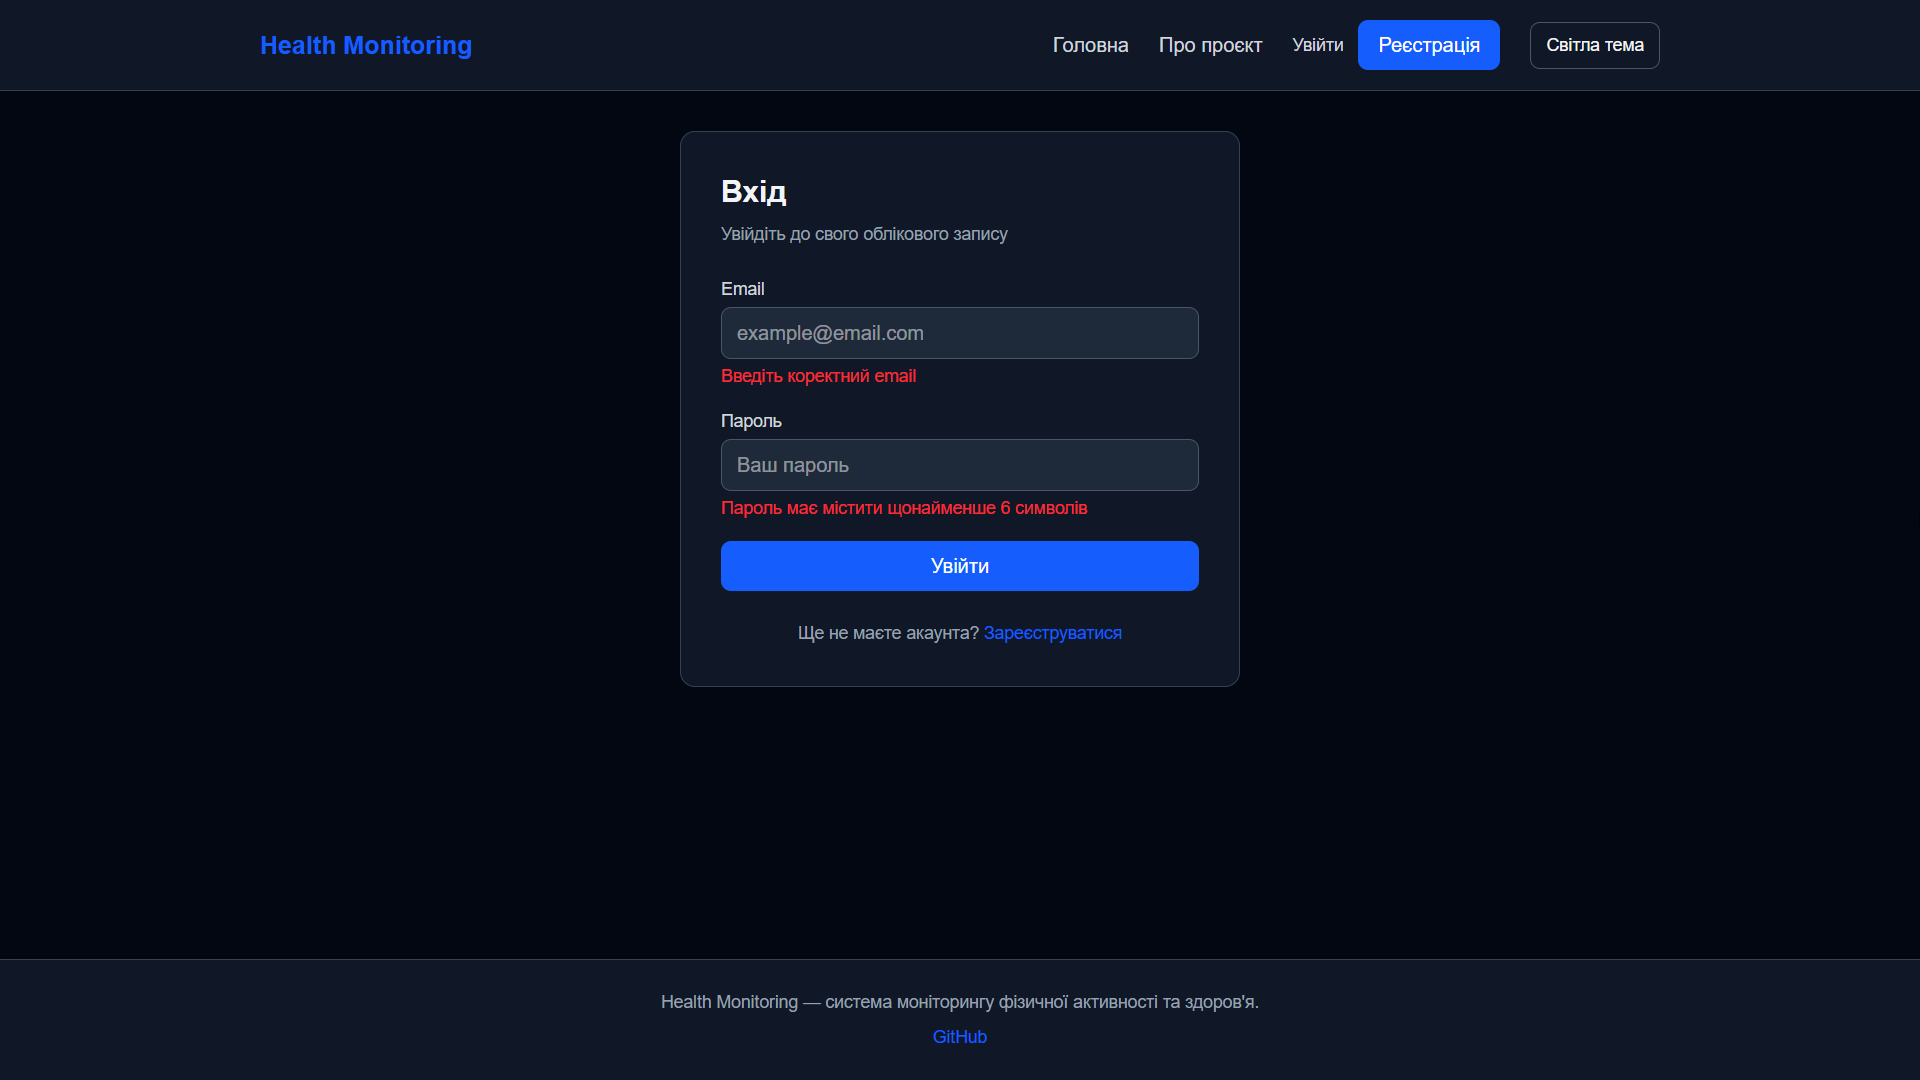 Health Monitoring
Головна Про проєкт Увійти Реєстрація Світла тема
Вхід
Увійдіть до свого облікового запису
Email
example@email.com
Введіть коректний email
Пароль
Ваш пароль
Пароль має містити щонайменше 6 символів
Увійти
Ще не маєте акаунта? Зареєструватися
Health Monitoring — система моніторингу фізичної активності та здоров'я.
GitHub